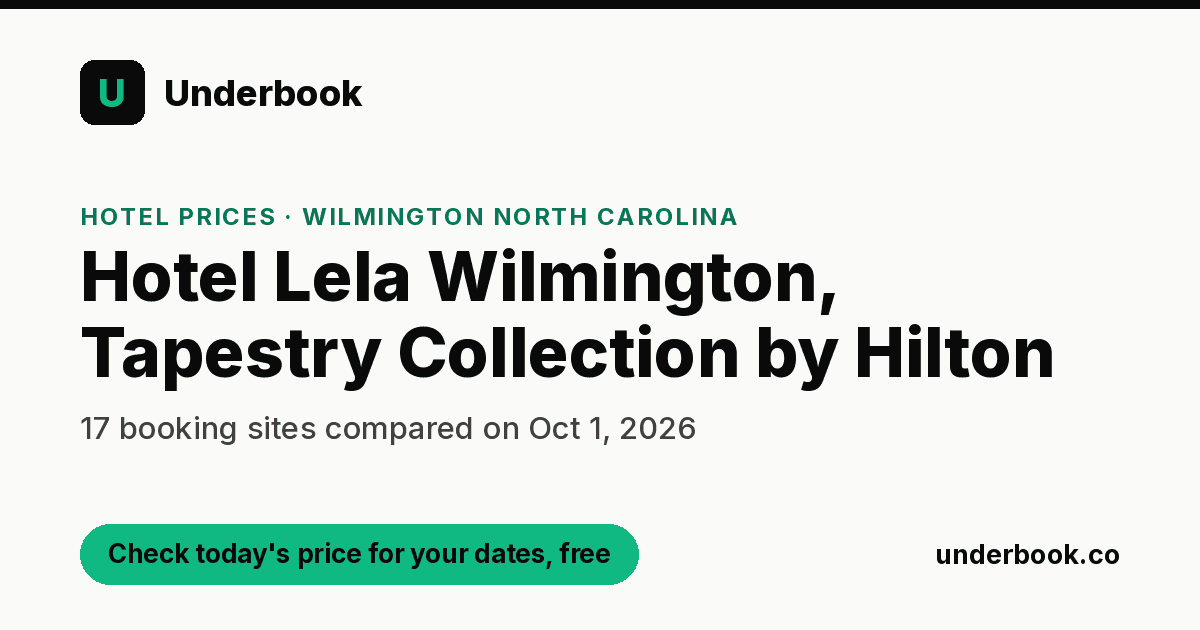 U Underbook
HOTEL PRICES · WILMINGTON NORTH CAROLINA
Hotel Lela Wilmington,
Tapestry Collection by Hilton
17 booking sites compared on Oct 1, 2026
Check today's price for your dates, free
underbook.co